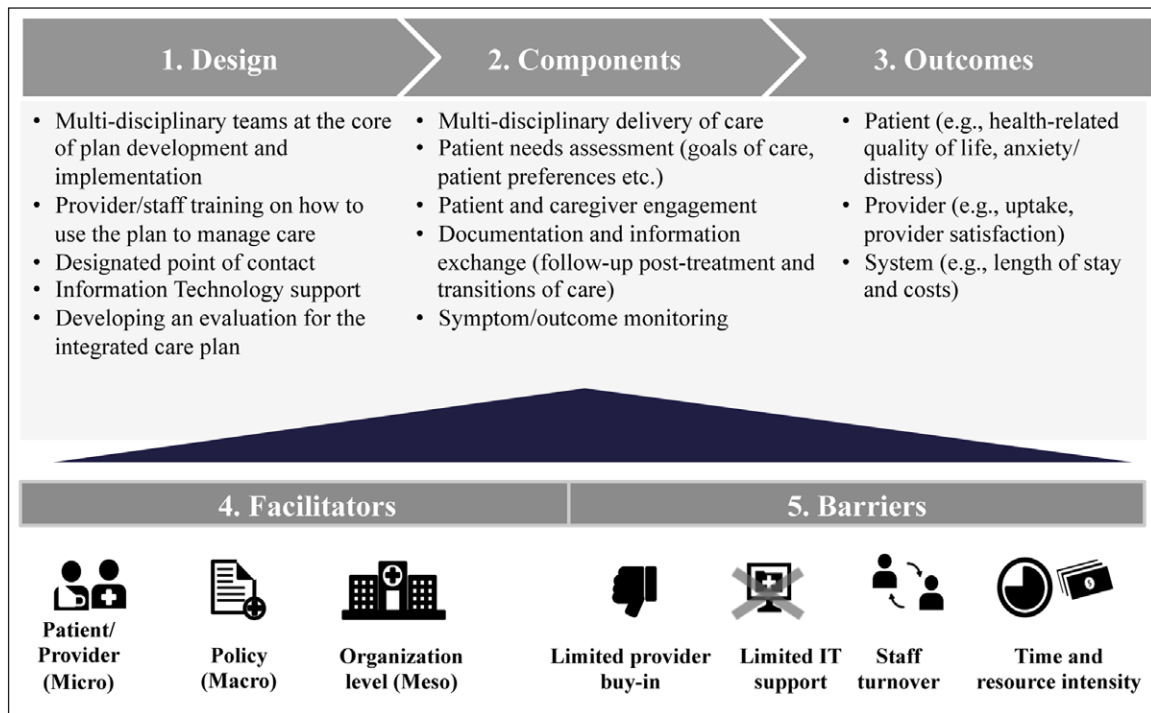 1. Design
2. Components
3. Outcomes
• Multi-disciplinary teams at the core
of plan development and
implementation
• Provider/staff training on how to
use the plan to manage care
• Designated point of contact
• Information Technology support
• Developing an evaluation for the
integrated care plan
• Multi-disciplinary delivery of care
• Patient needs assessment (goals of care,
patient preferences etc.)
• Patient and caregiver engagement
• Documentation and information
exchange (follow-up post-treatment and
transitions of care)
• Symptom/outcome monitoring
• Patient (e.g., health-related
quality of life, anxiety/
distress)
• Provider (e.g., uptake,
provider satisfaction)
• System (e.g., length of stay
and costs)
4. Facilitators
5. Barriers
Patient/
Provider
(Micro)
Policy
(Macro)
Organization
level (Meso)
Limited provider
buy-in
Limited IT
support
Staff
turnover
$
Time and
resource intensity